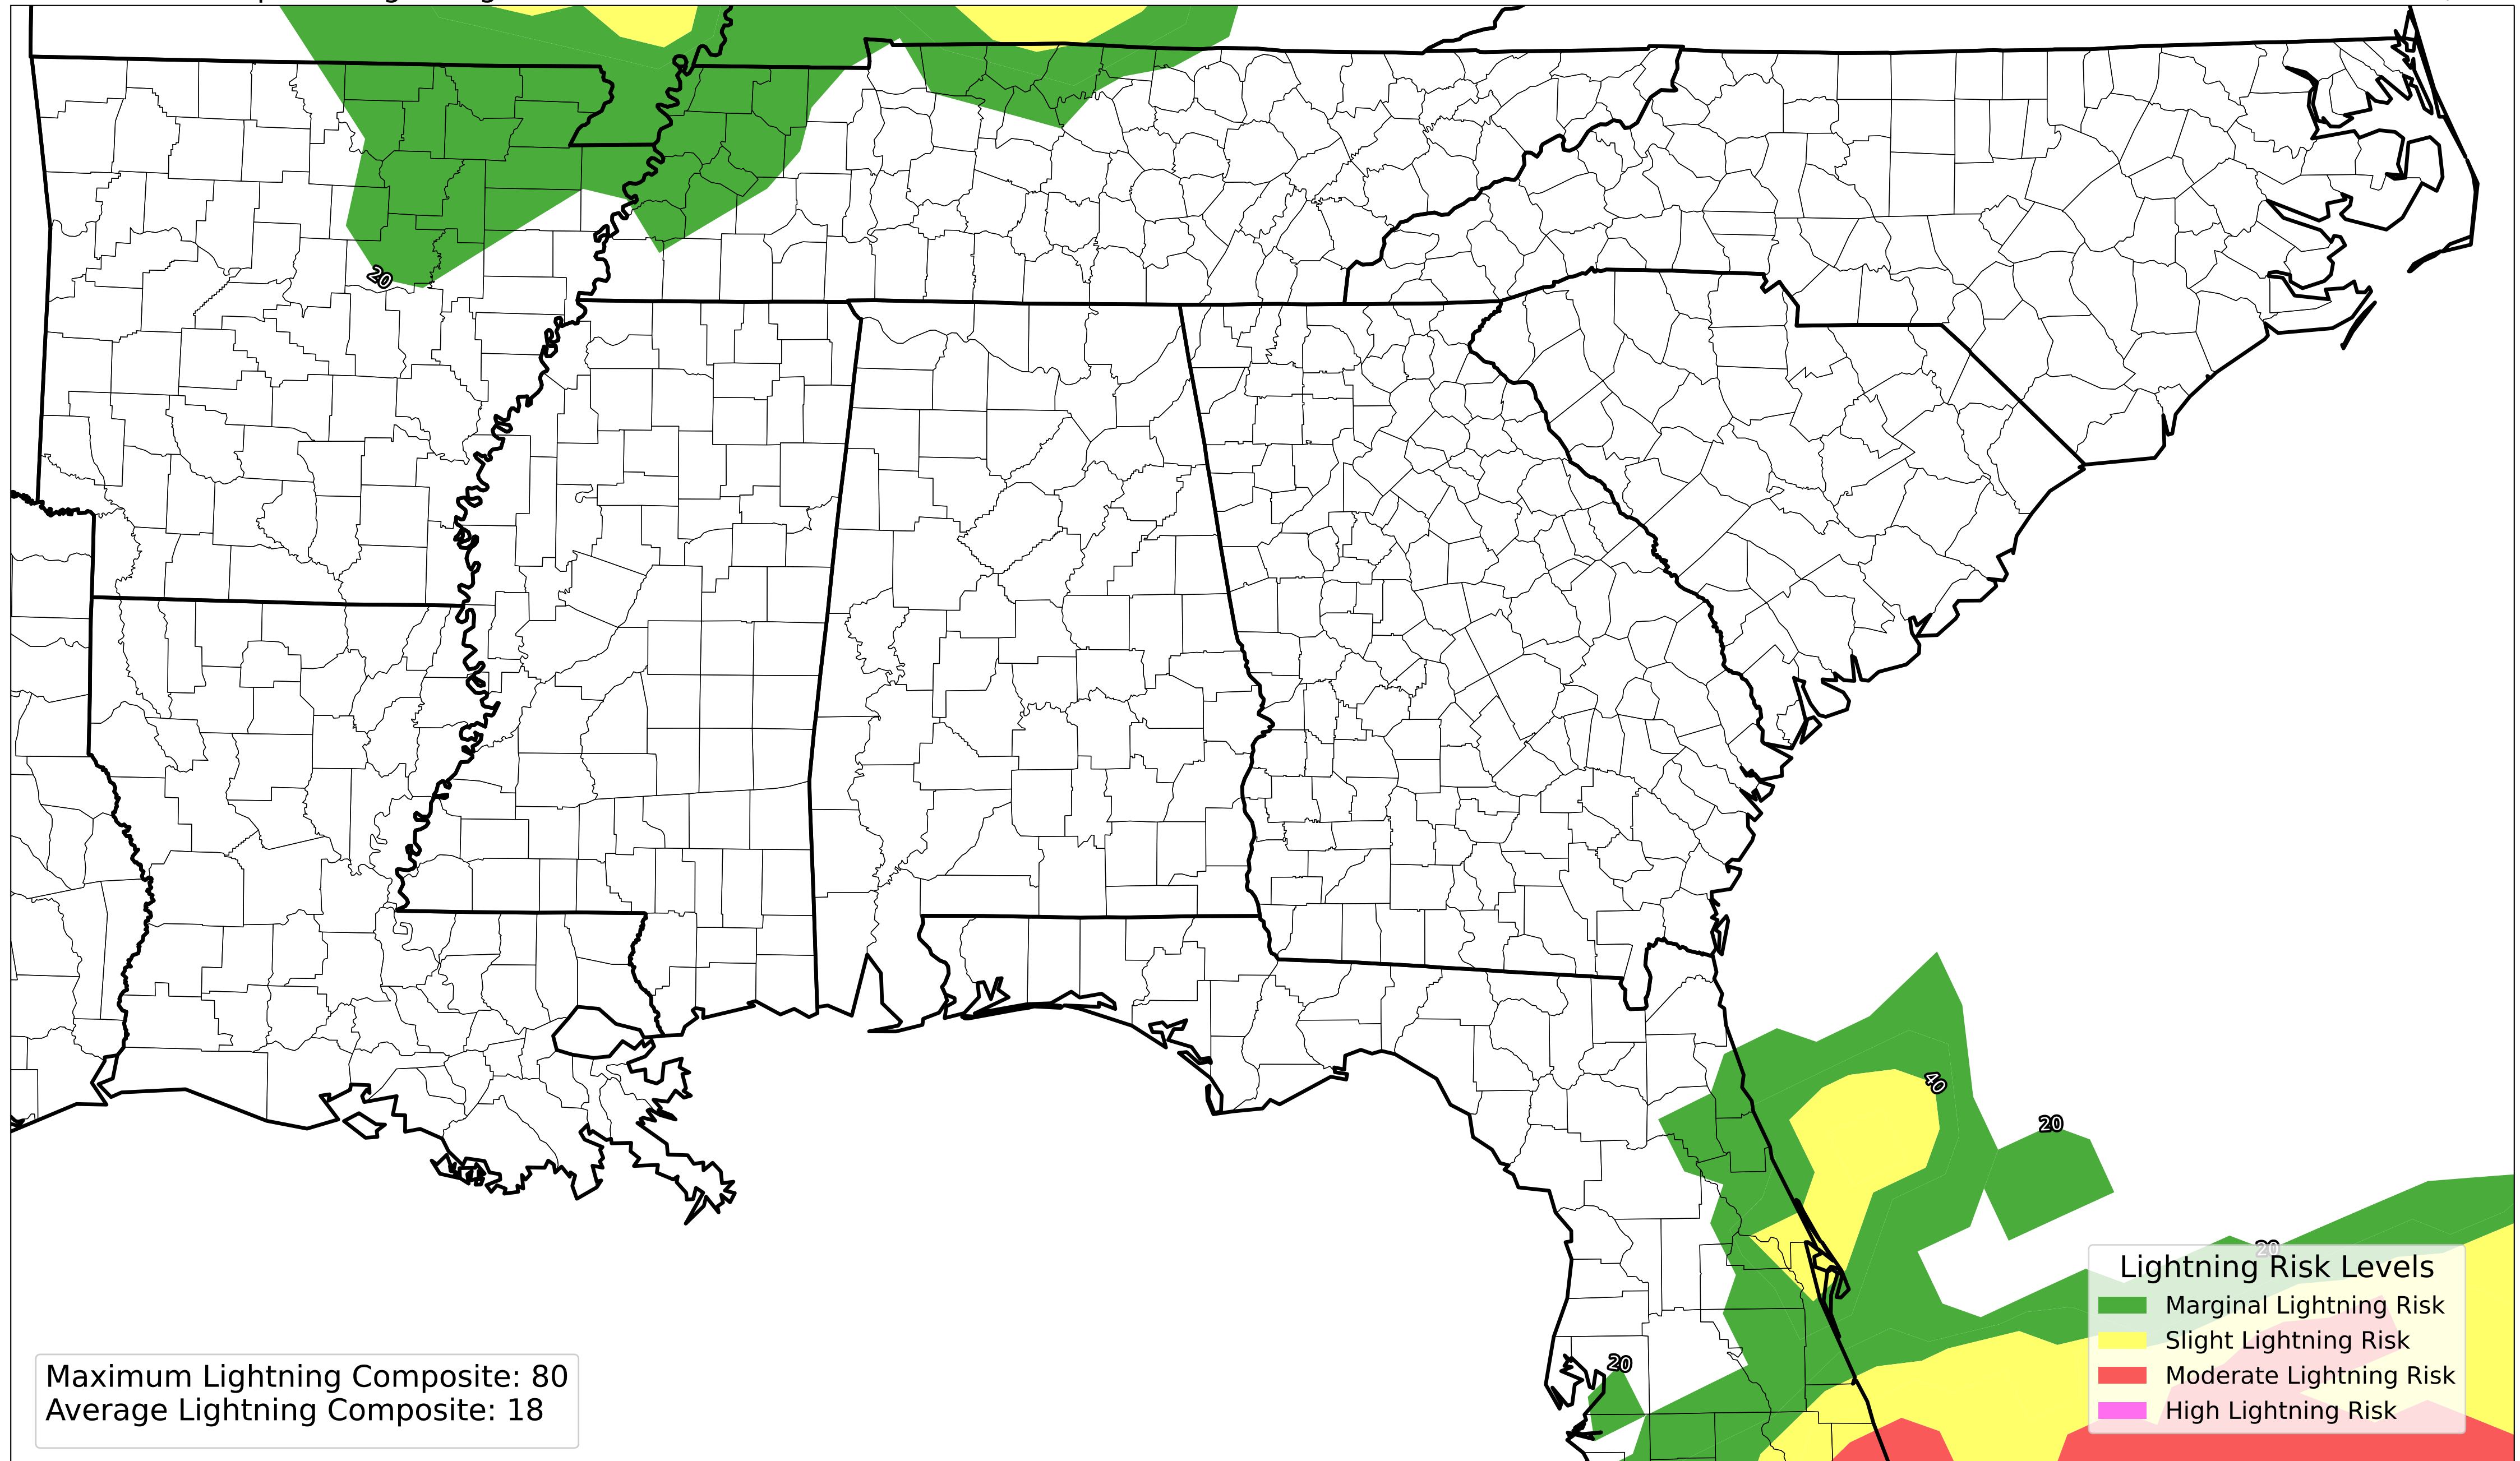 20
40
20
20
20
Lightning Risk Levels
Marginal Lightning Risk
Slight Lightning Risk
Moderate Lightning Risk
High Lightning Risk
Maximum Lightning Composite: 80
Average Lightning Composite: 18